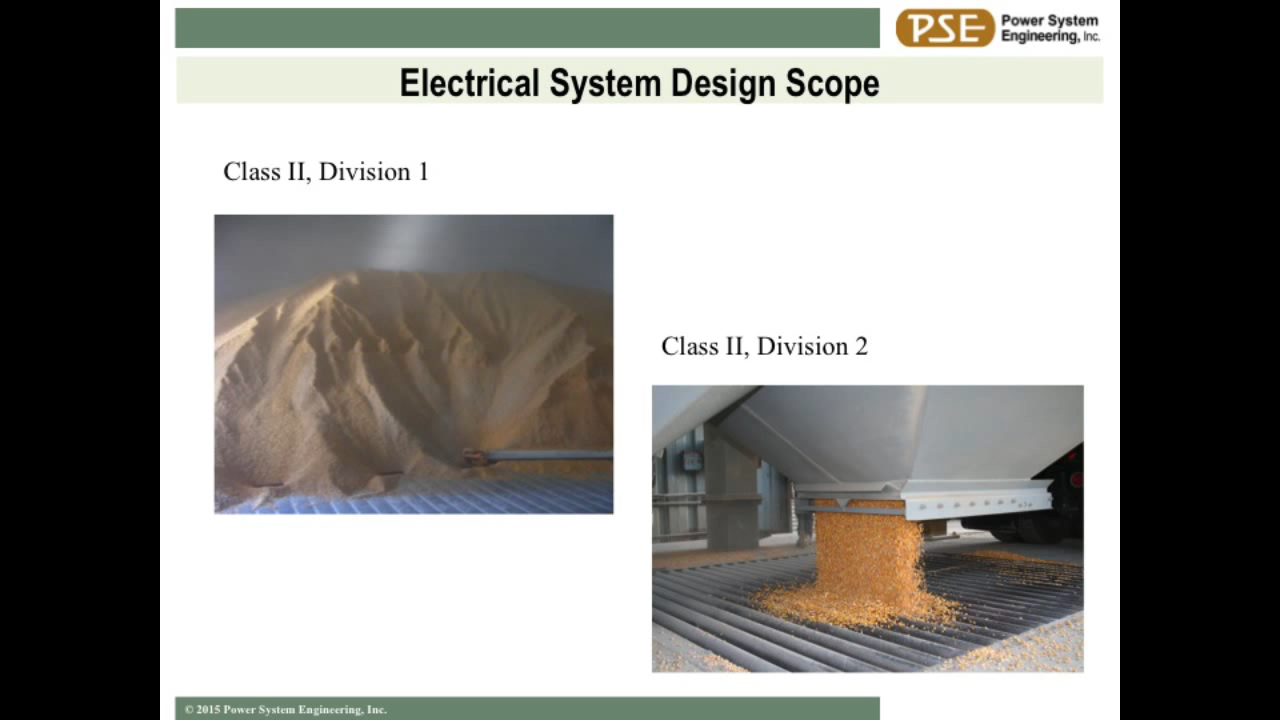 PSE
Power System
Engineering, Inc.
Electrical System Design Scope
Class II, Division 1
Class II, Division 2
© 2015 Power System Engineering, Inc.